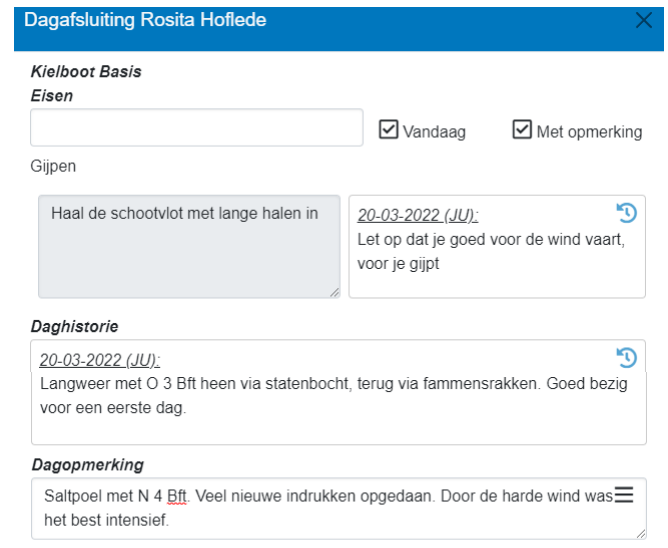 Dagafsluiting Rosita Hoflede
Kielboot Basis
Eisen
Vandaag
Met opmerking
Gijpen
Haal de schootvlot met lange halen in
20-03-2022 (JU):
Let op dat je goed voor de wind vaart,
voor je gijpt
Daghistorie
20-03-2022 (JU):
Langweer met O 3 Bft heen via statenbocht, terug via fammensrakken. Goed bezig
voor een eerste dag.
Dagopmerking
Saltpoel met N 4 Bft. Veel nieuwe indrukken opgedaan. Door de harde wind was
het best intensief.